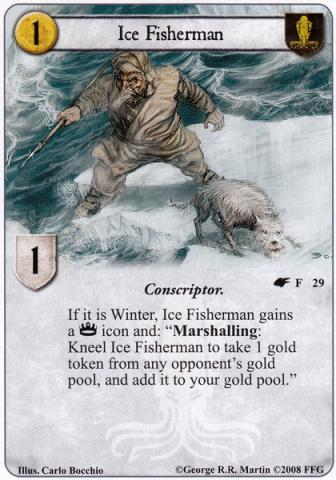 1
Ice Fisherman
1
Conscriptor.
F 29
If it is Winter, Ice Fisherman gains
a icon and: “Marshalling:
Kneel Ice Fisherman to take 1 gold
token from any opponent’s gold
pool, and add it to your gold pool.”
Illus. Carlo Bocchio
©George R.R. Martin ©2008 FFG